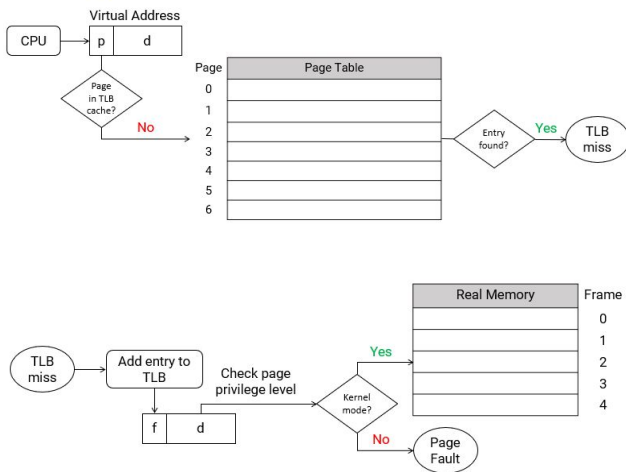 Virtual Address
CPU
p
d
Page
in TLB
cache?
No
Page
Page Table
0
1
2
3
4
5
6
Entry
found?
Yes
TLB
miss
Real Memory
Frame
0
1
2
3
4
TLB
miss
Add entry to
TLB
f
d
Check page
privilege level
Kernel
mode?
Yes
No
Page
Fault